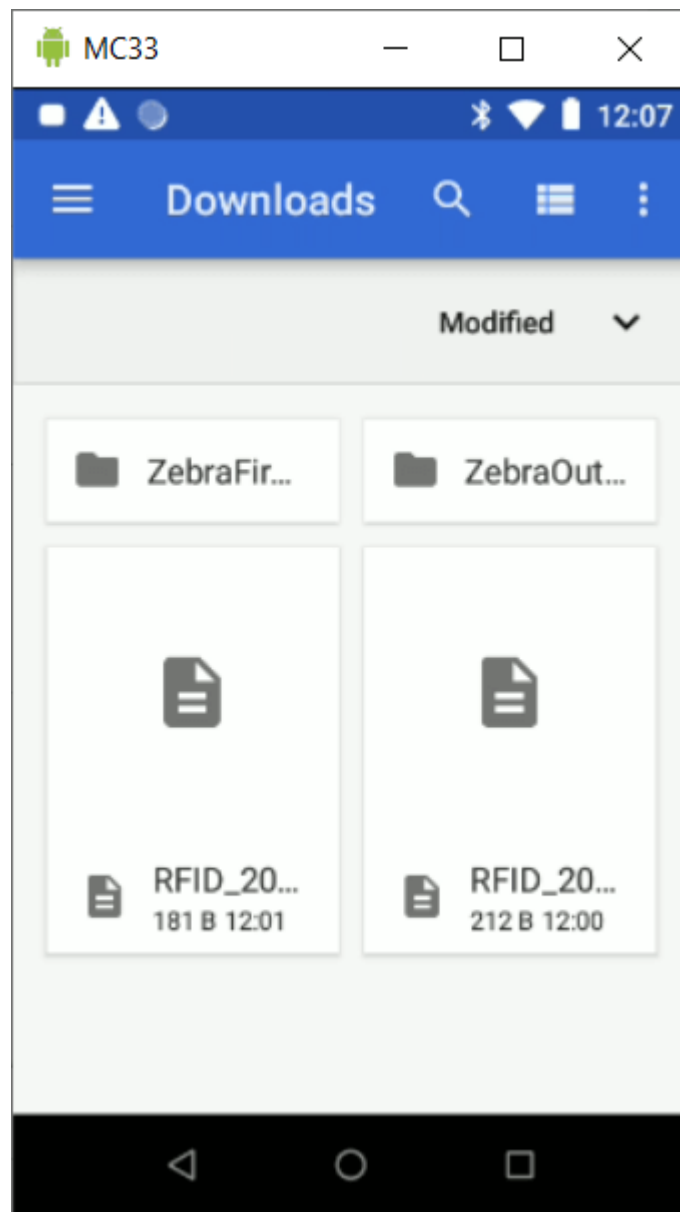 MC33
12:07
Downloads
Modified
ZebraFir...
ZebraOut...
RFID_20...
181 B 12:01
RFID_20...
212 B 12:00